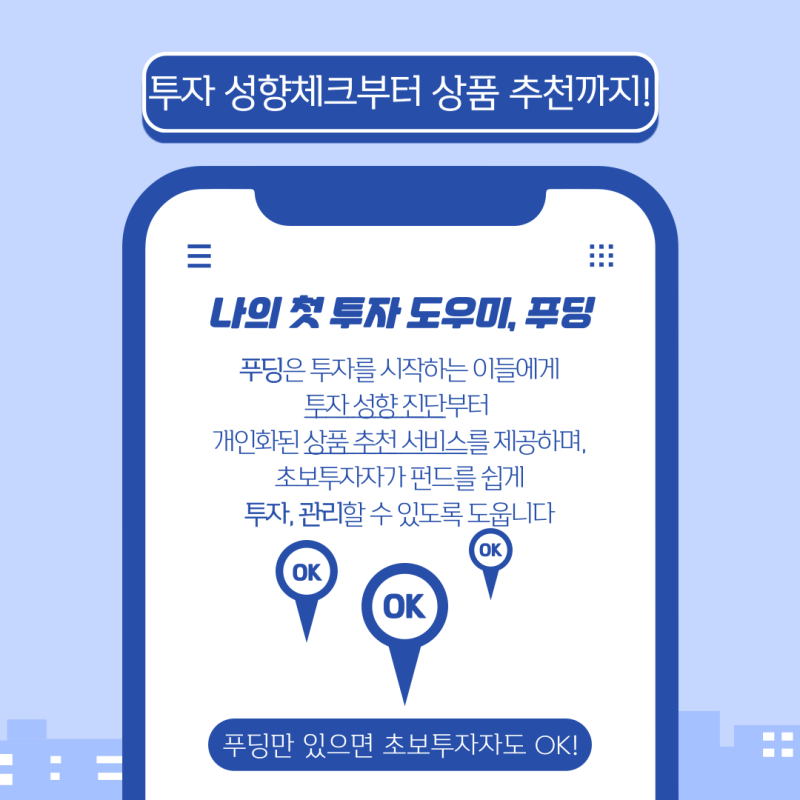 투자 성향체크부터 상품 추천까지!
나의 첫 투자 도우미, 푸딩
푸딩은 투자를 시작하는 이들에게
투자 성향 진단부터
개인화된 상품 추천 서비스를 제공하며,
초보투자자가 펀드를 쉽게
투자, 관리할 수 있도록 도웁니다
OK
OK
OK
푸딩만 있으면 초보투자자도 OK!